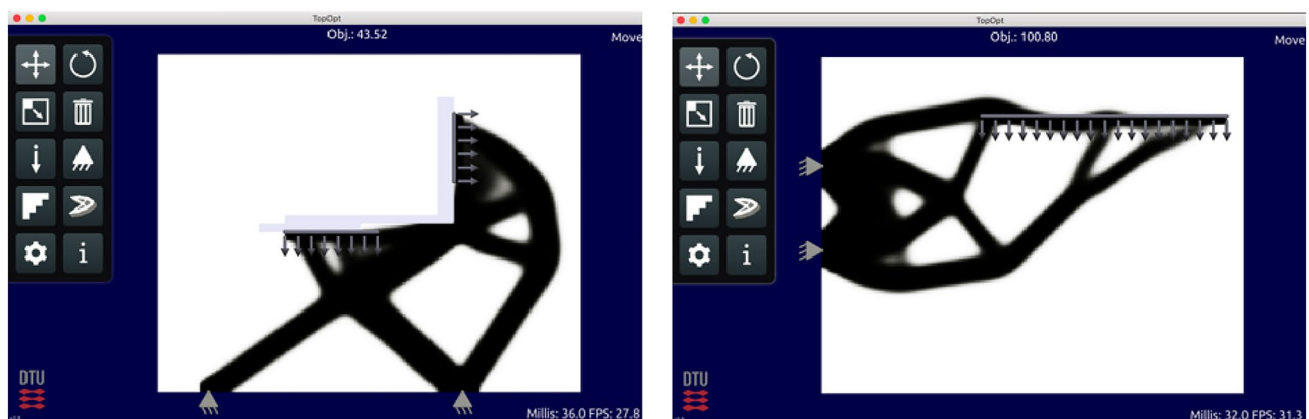 TopOpt
Obj.: 43.52
Move
i
DTU
Millis: 36.0 FPS: 27.8
TopOpt
Obj.: 100.80
Move
i
DTU
Millis: 32.0 FPS: 31.3